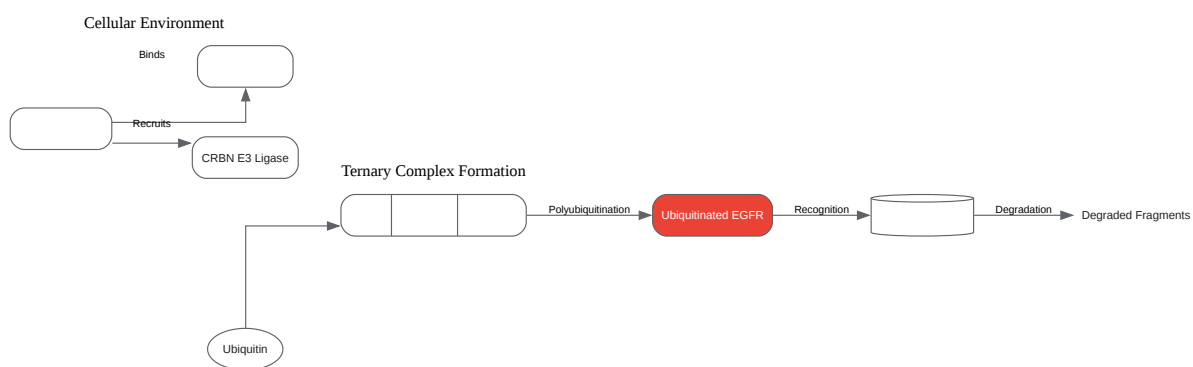 Cellular Environment
Binds
Recruits
CRBN E3 Ligase
Ternary Complex Formation
Polyubiquitination
Ubiquitinated EGFR
Recognition
Degradation
Degraded Fragments
Ubiquitin